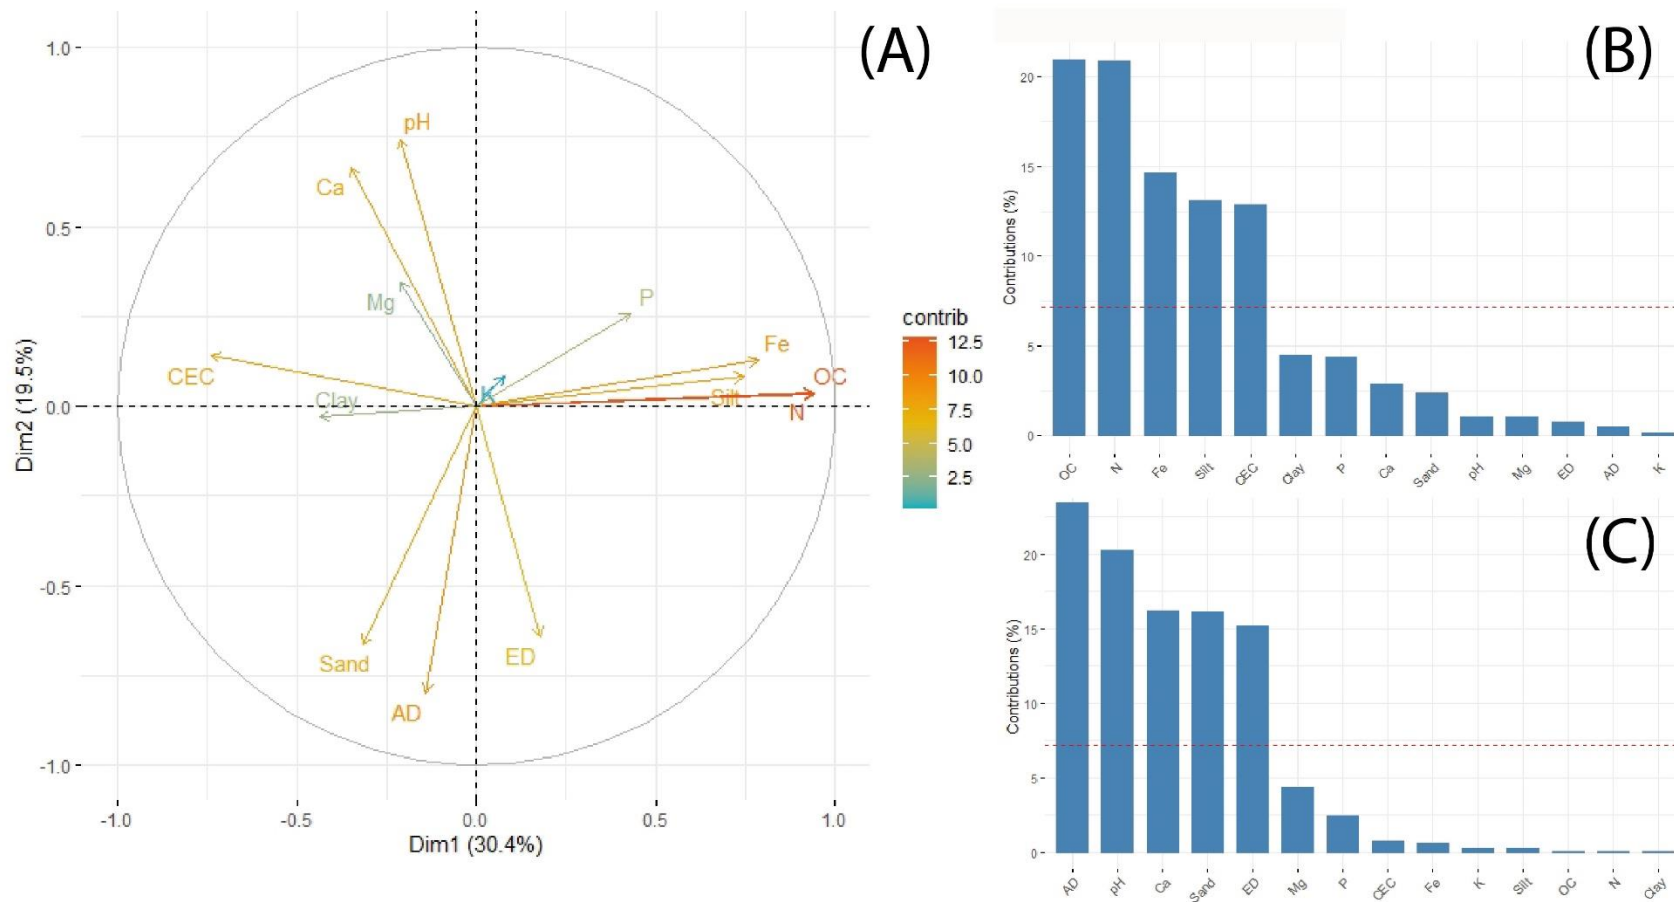 (A)
1.0
0.5
0.0
-0.5
-1.0
Dim2 (19.5%)
pH
Ca
Mg
P
Fe
CEC
OC
K
Silt
Clay
N
Sand
ED
AD
-1.0 -0.5 0.0 0.5 1.0
Dim1 (30.4%)
contrib
12.5
10.0
7.5
5.0
2.5
(B)
20
15
10
5
0
Contributions (%)
OC N Fe Silt CEC Clay P Ca Sand pH Mg ED AD K
(C)
20
15
10
5
0
Contributions (%)
AD pH Ca Sand ED Mg P CEC Fe K Silt OC N Clay